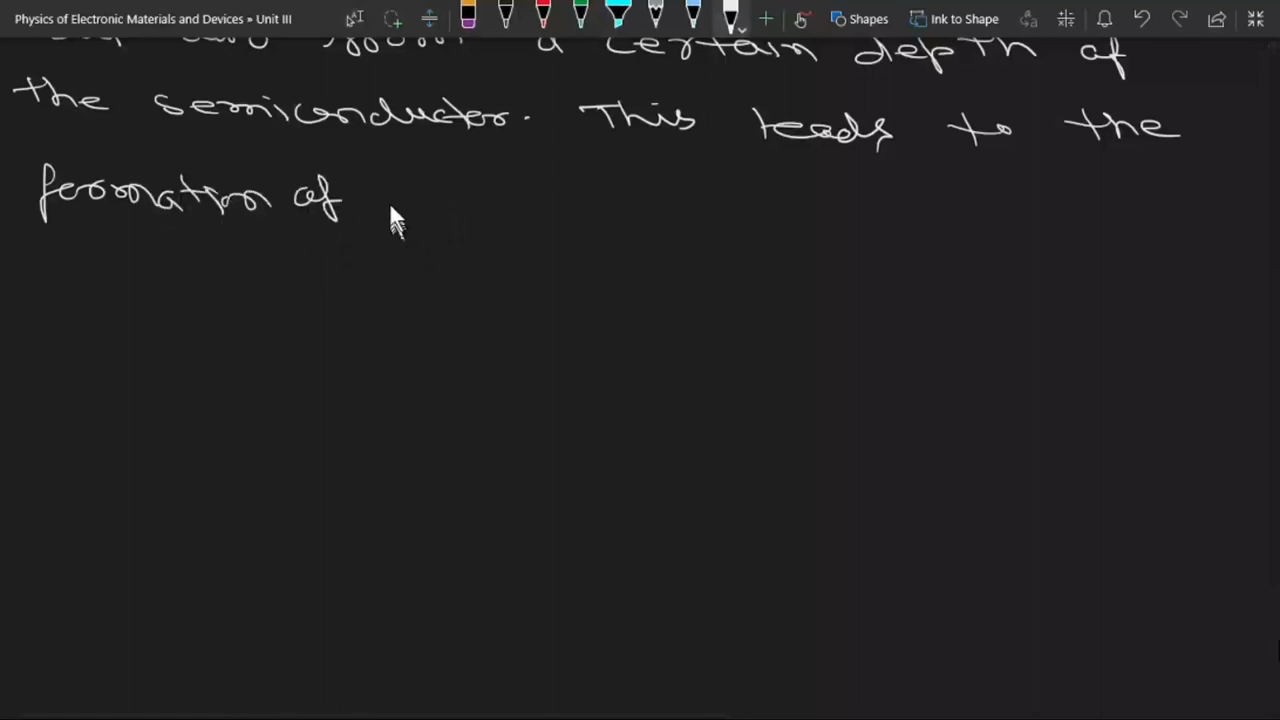 Physics of Electronic Materials and Devices » Unit III
Shapes
Ink to Shape
a certain depth of
the semiconductor. This leads to the
formation of